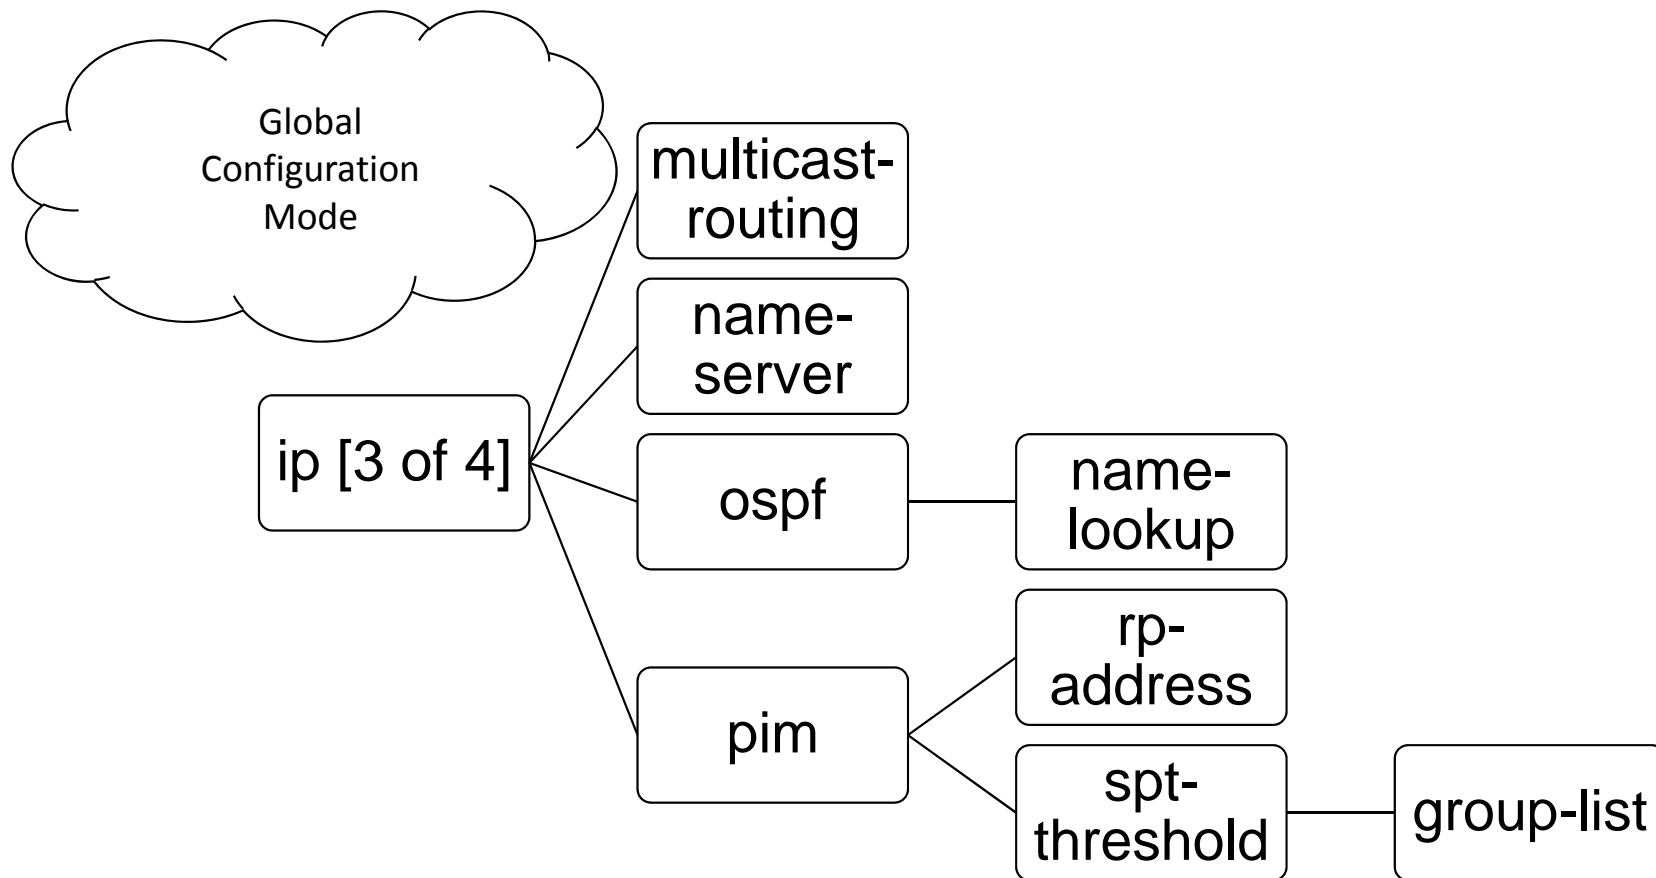 Global
Configuration
Mode
multicast-
routing
name-
server
ip [3 of 4]
ospf
name-
lookup
rp-
address
pim
spt-
threshold
group-list